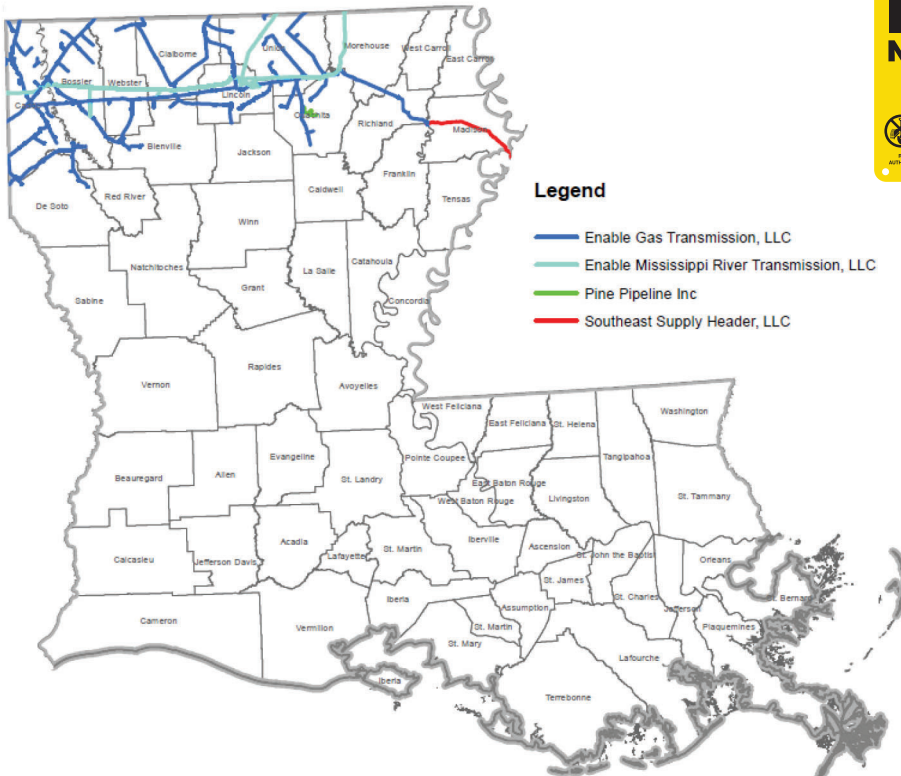 Morehouse
West Carroll
Union
East Carroll
Claiborne
Bossier
Webster
Lincoln
Ouachita
Richland
Madison
Bienville
Jackson
Franklin
Caldwell
Tensas
Red River
De Soto
Winn
Natchitoches
La Salle
Catahoula
Grant
Concordia
Sabine
Legend
Enable Gas Transmission, LLC
Enable Mississippi River Transmission, LLC
Pine Pipeline Inc
Southeast Supply Header, LLC
Rapides
Vernon
Avoyelles
West Feliciana
Washington
East Feliciana
St. Helena
Evangeline
Pointe Coupee
Tangipahoa
Allen
Beauregard
St. Landry
East Baton Rouge
West Baton Rouge
Livingston
St. Tammany
Acadia
Iberville
Lafayette
St. Martin
Ascension
St. John the Baptis
Orleans
Calcasieu
Jefferson Davis
St. James
St. Charles
St. Bernard
Iberia
Assumption
Jefferson
Cameron
Vermilion
St. Martin
Plaquemines
St. Mary
Lafourche
Iberia
Terrebonne